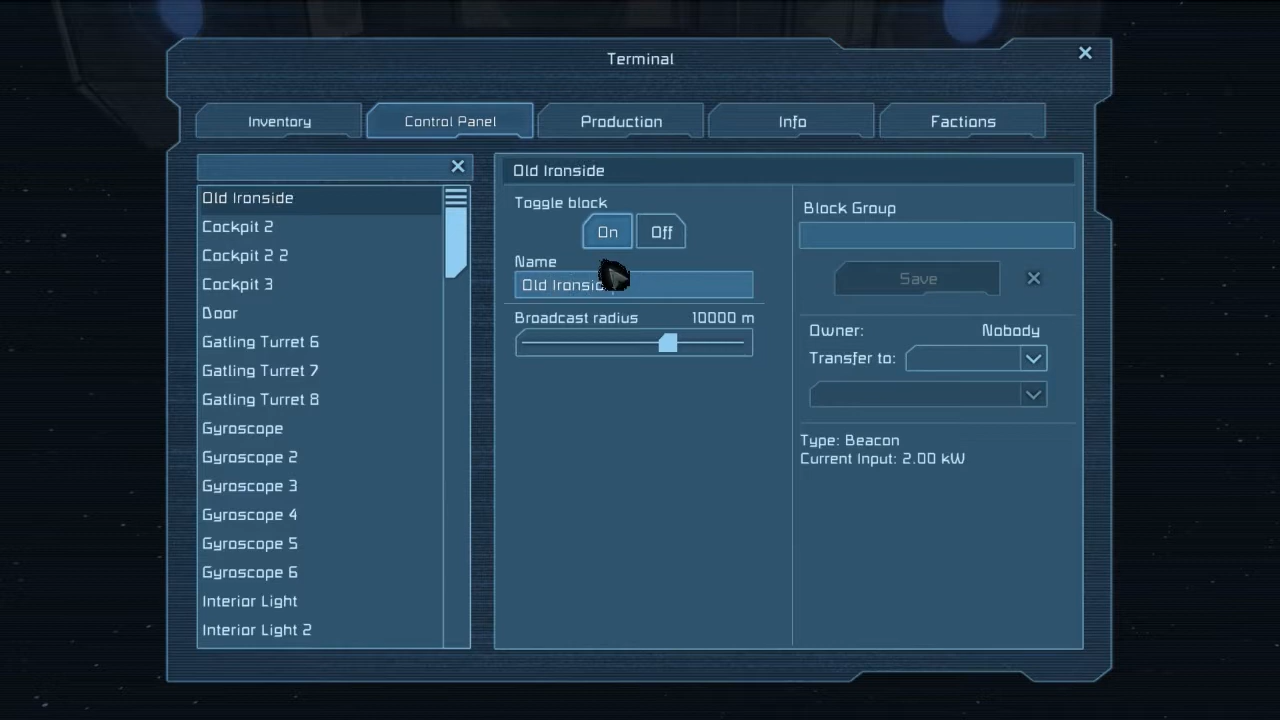 Terminal
Inventory
Control Panel
Production
Info
Factions
Old Ironside
Cockpit 2
Cockpit 2 2
Cockpit 3
Door
Gatling Turret 6
Gatling Turret 7
Gatling Turret 8
Gyroscope
Gyroscope 2
Gyroscope 3
Gyroscope 4
Gyroscope 5
Gyroscope 6
Interior Light
Interior Light 2
Old Ironside
Toggle block
On Off
Name
Old Ironsid
Broadcast radius 10000 m
Block Group
Save
Owner: Nobody
Transfer to:
Type: Beacon
Current Input: 2.00 kW